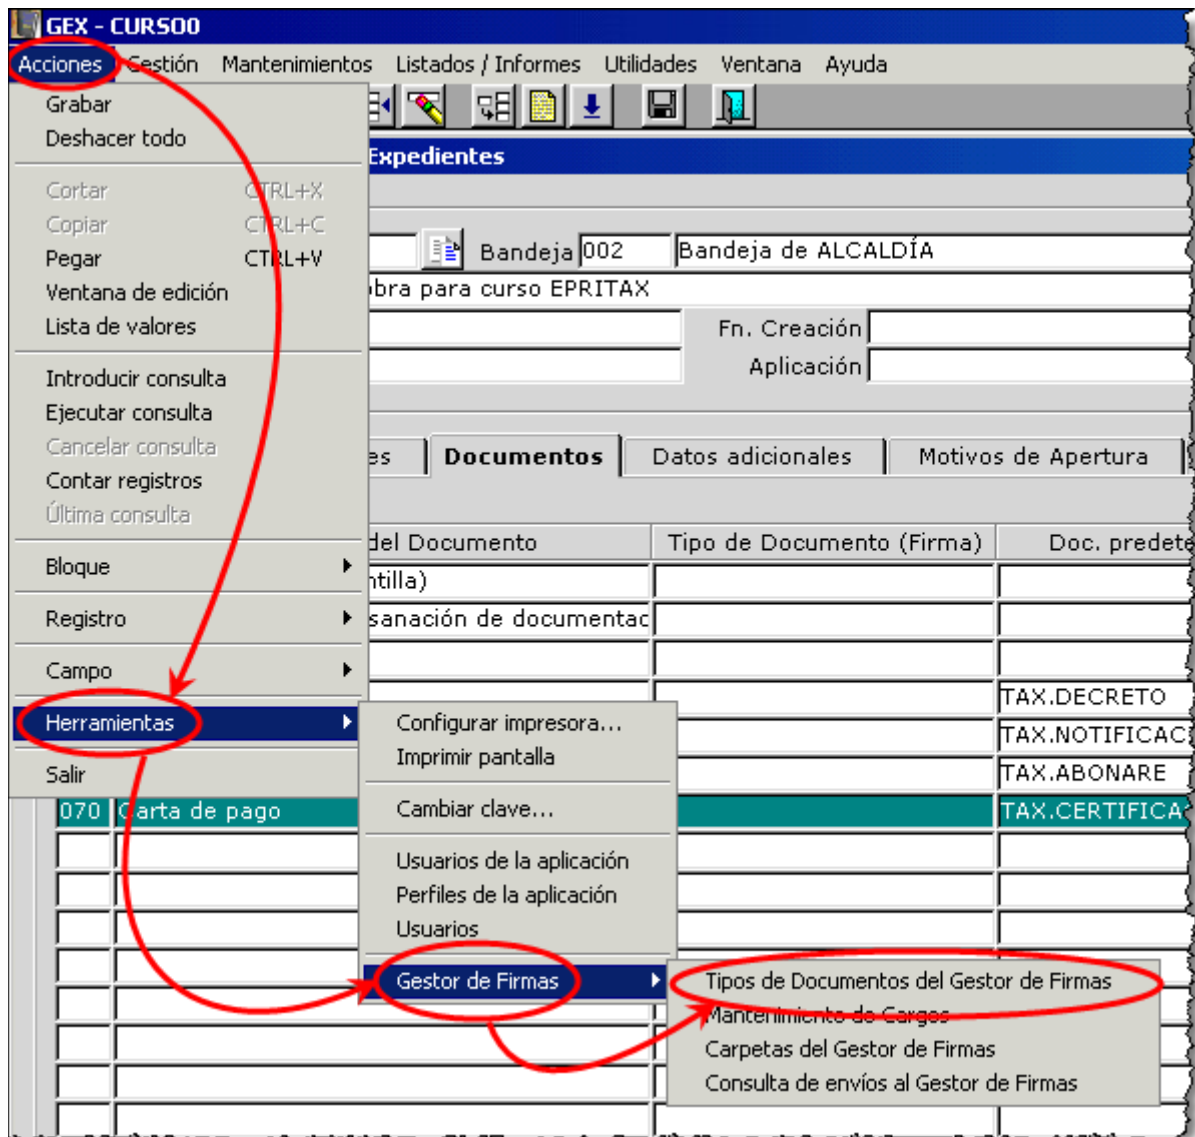 GEX - CURSO0
Acciones Gestión Mantenimientos Listados / Informes Utilidades Ventana Ayuda
Grabar
Deshacer todo
Expedientes
Cortar CTRL+X
Copiar CTRL+C
Pegar CTRL+V
Bandeja 002 Bandeja de ALCALDÍA
Ventana de edición
obra para curso EPRITAX
Lista de valores
Fn. Creación
Aplicación
Introducir consulta
Ejecutar consulta
Cancelar consulta
Contar registros
Última consulta
es Documentos Datos adicionales Motivos de Apertura
del Documento Tipo de Documento (Firma) Doc. predete
Bloque
ntilla)
Registro
sanación de documentac
Campo
TAX.DECRETO
Herramientas
Configurar impresora...
TAX.NOTIFICAC
Imprimir pantalla
Salir
TAX.ABONARE
070 Carta de pago
Cambiar clave...
TAX.CERTIFICA
Usuarios de la aplicación
Perfiles de la aplicación
Usuarios
Gestor de Firmas
Tipos de Documentos del Gestor de Firmas
Mantenimiento de Cargos
Carpetas del Gestor de Firmas
Consulta de envíos al Gestor de Firmas